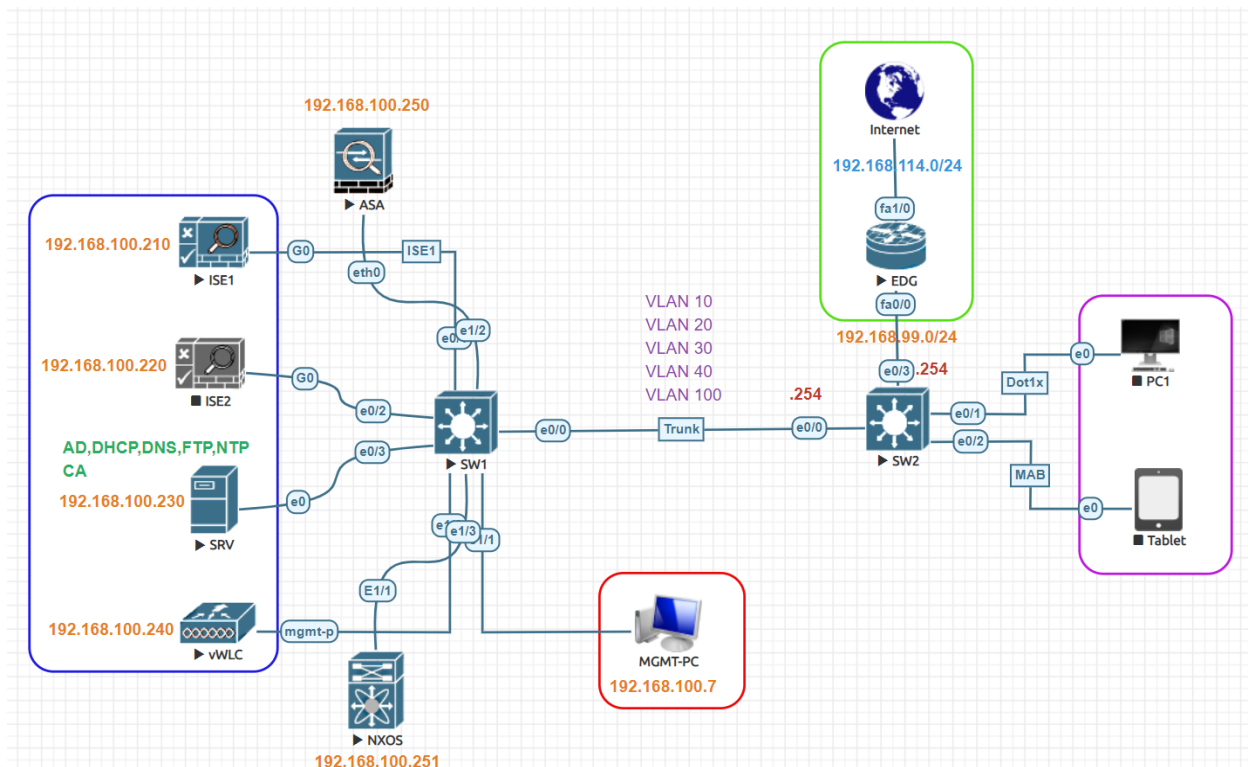 Internet
192.168.114.0/24
fa1/0
EDG
fa0/0
192.168.99.0/24
e0/3
.254
192.168.100.250
ASA
eth0
192.168.100.210
ISE1
G0
ISE1
e1/2
192.168.100.220
ISE2
G0
e0/2
AD,DHCP,DNS,FTP,NTP
CA
192.168.100.230
SRV
e0
e0/3
192.168.100.240
vWLC
mgmt-p
SW1
e0/0
VLAN 10
VLAN 20
VLAN 30
VLAN 40
VLAN 100
Trunk
.254
e0/0
SW2
e0/1
Dot1x
e0
PC1
e0/2
MAB
e0
Tablet
e1/3
E1/1
NXOS
192.168.100.251
MGMT-PC
192.168.100.7